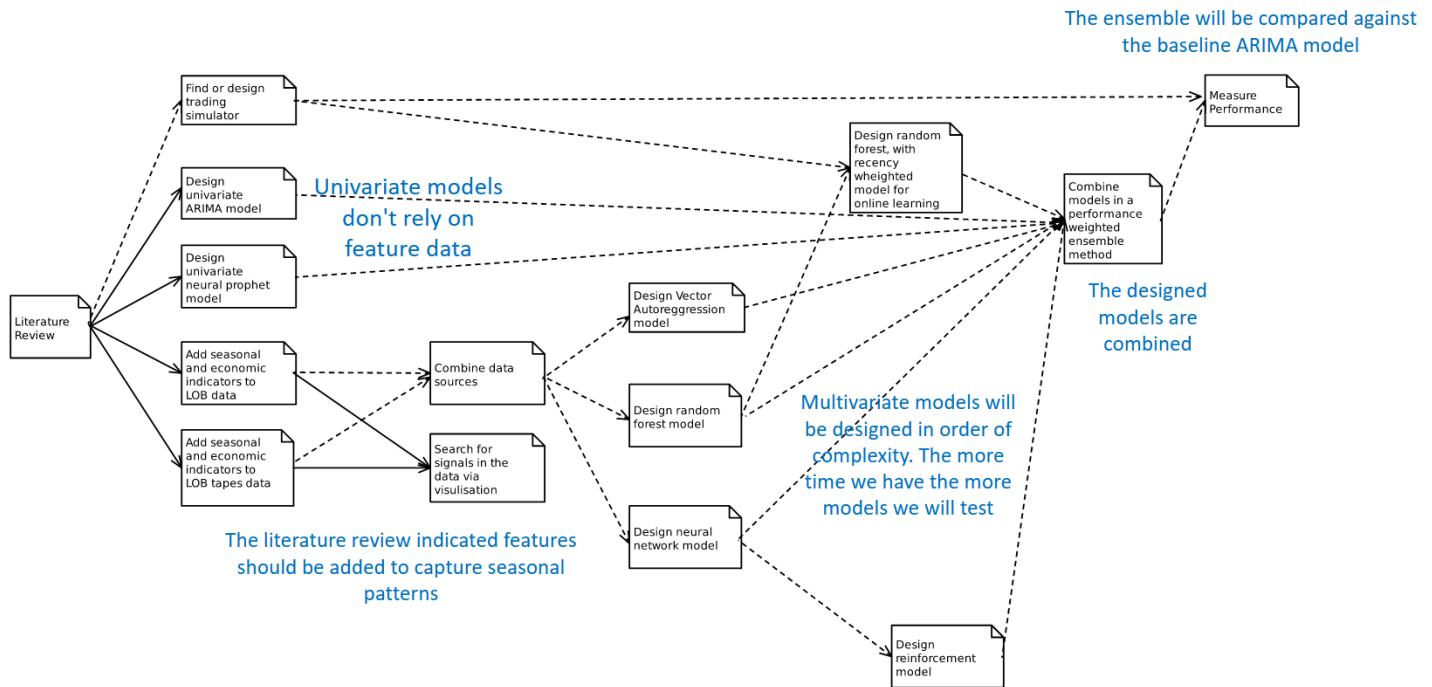 The ensemble will be compared against
the baseline ARIMA model
Find or design
trading
simulator
Measure
Performance
Design random
forest, with
recency
wheighted
model for
online learning
Design
univariate
ARIMA model
Univariate models
don't rely on
feature data
Combine
models in a
performance
weighted
ensemble
method
Design
univariate
neural prophet
model
The designed
models are
combined
Literature
Review
Design Vector
Autoreggression
model
Add seasonal
and economic
indicators to
LOB data
Combine data
sources
Design random
forest model
Multivariate models will
be designed in order of
complexity. The more
time we have the more
models we will test
Add seasonal
and economic
indicators to
LOB tapes data
Search for
signals in the
data via
visulisation
The literature review indicated features
should be added to capture seasonal
patterns
Design neural
network model
Design
reinforcement
model